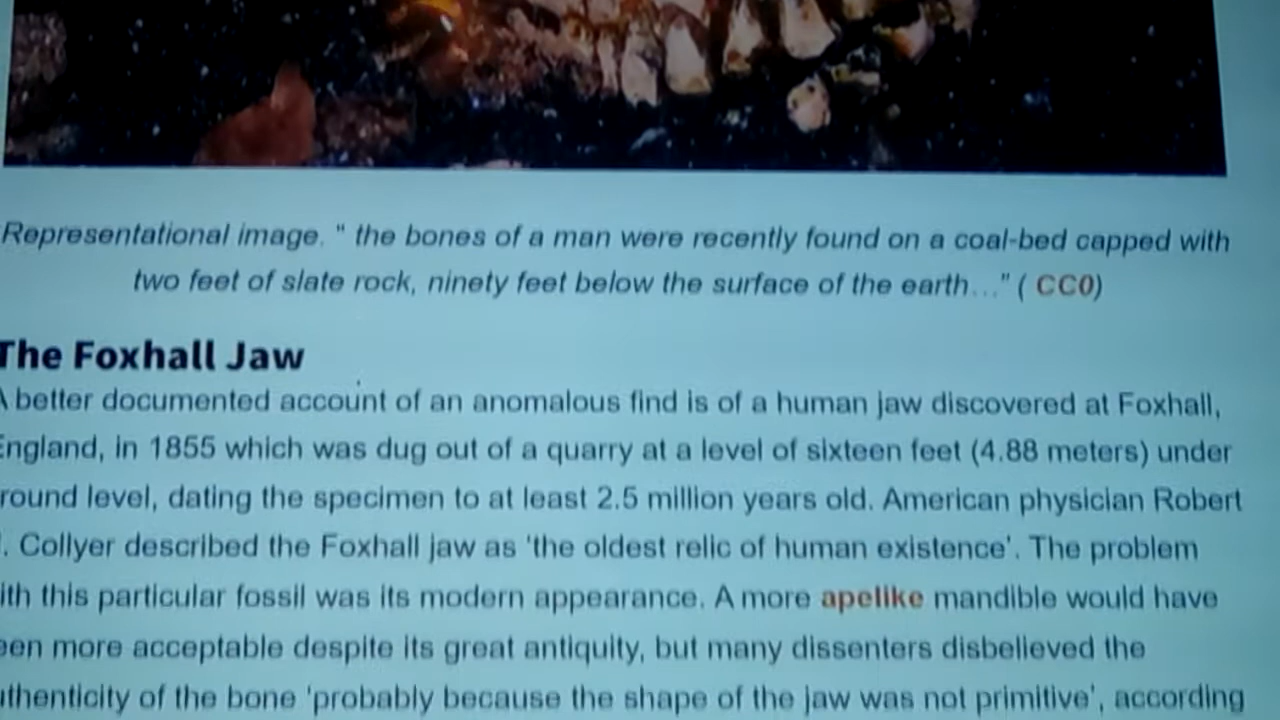 Representational image. " the bones of a man were recently found on a coal-bed capped with
two feet of slate rock, ninety feet below the surface of the earth…" ( CC0)
The Foxhall Jaw
A better documented account of an anomalous find is of a human jaw discovered at Foxhall,
England, in 1855 which was dug out of a quarry at a level of sixteen feet (4.88 meters) under
round level, dating the specimen to at least 2.5 million years old. American physician Robert
. Collyer described the Foxhall jaw as 'the oldest relic of human existence'. The problem
ith this particular fossil was its modern appearance. A more apelike mandible would have
een more acceptable despite its great antiquity, but many dissenters disbelieved the
uthenticity of the bone 'probably because the shape of the jaw was not primitive', according